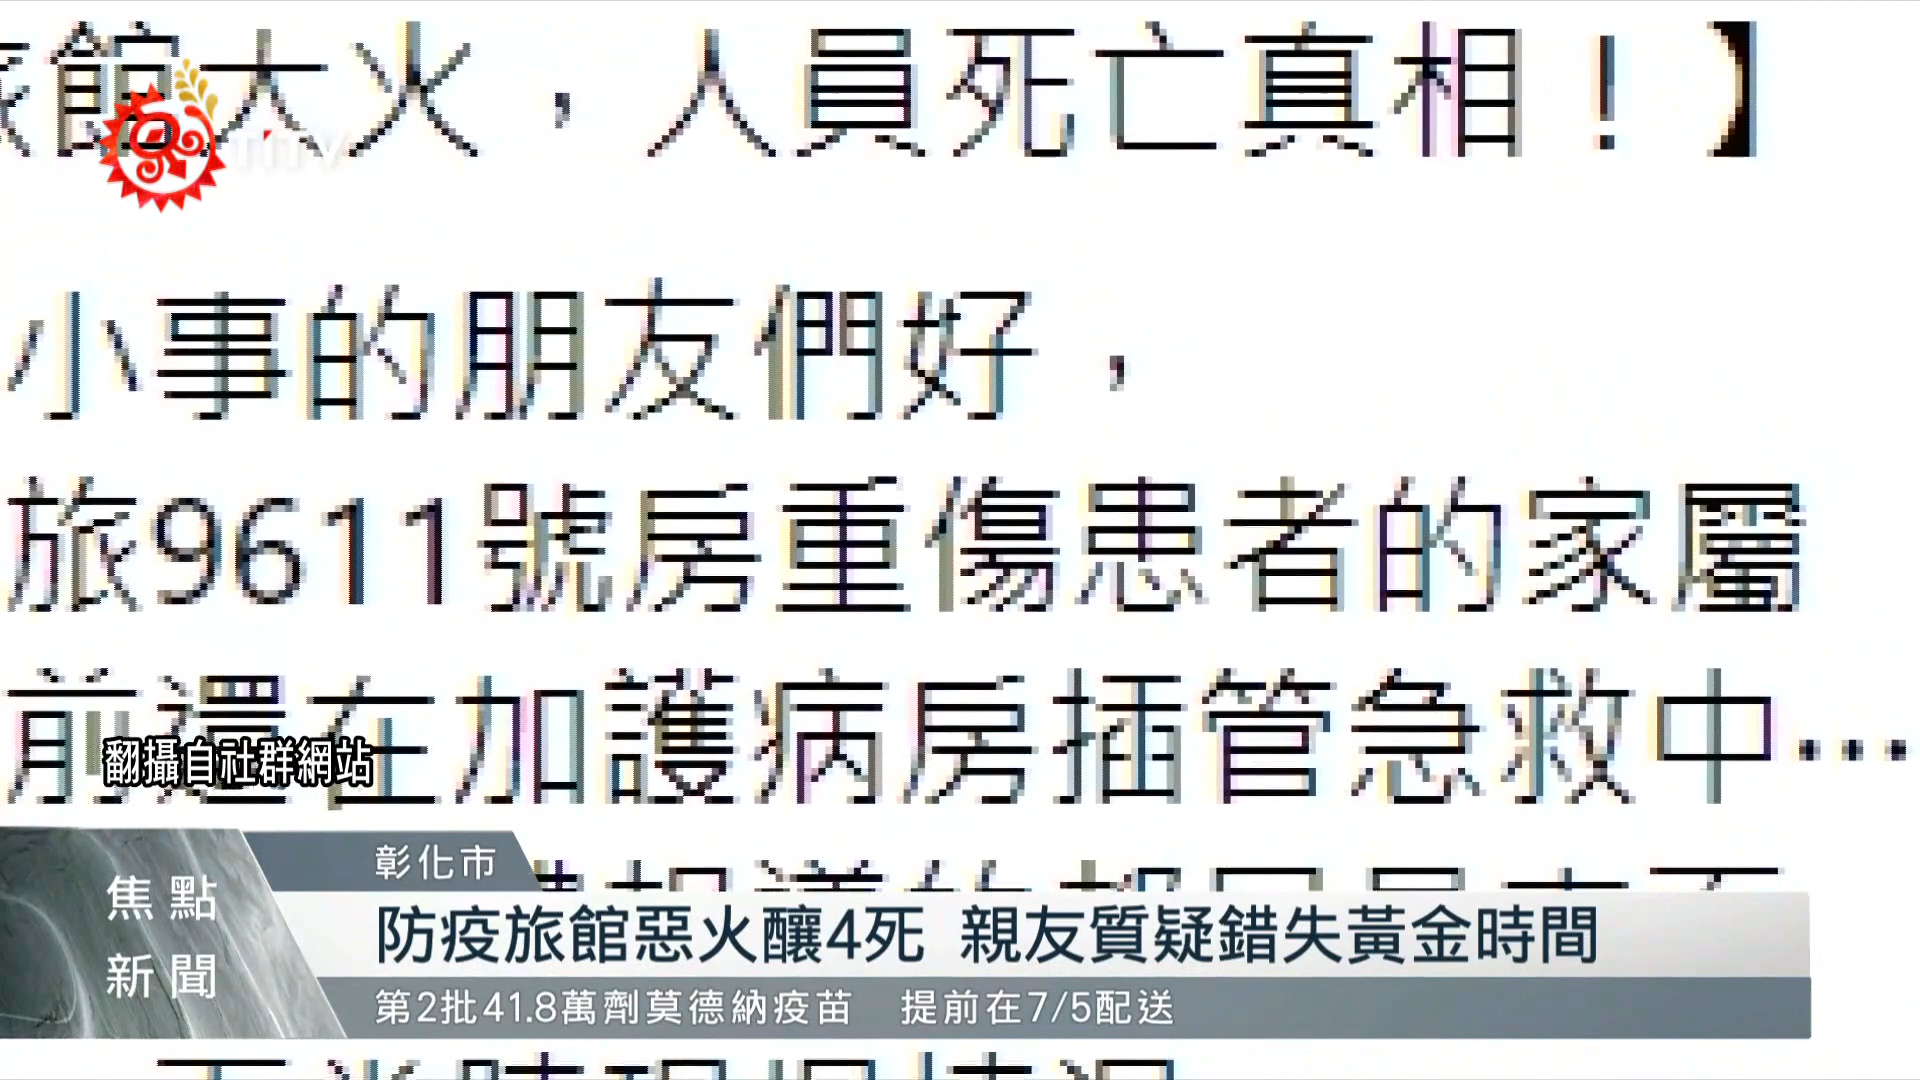 旅館大火，人員死亡真相！】
TiTV
小事的朋友們好，
旅9611號房重傷患者的家屬
前還在加護病房插管急救中…
翻攝自社群網站
彰化市
焦點
新聞
防疫旅館惡火釀4死 親友質疑錯失黃金時間
第2批41.8萬劑莫德納疫苗 提前在7/5配送